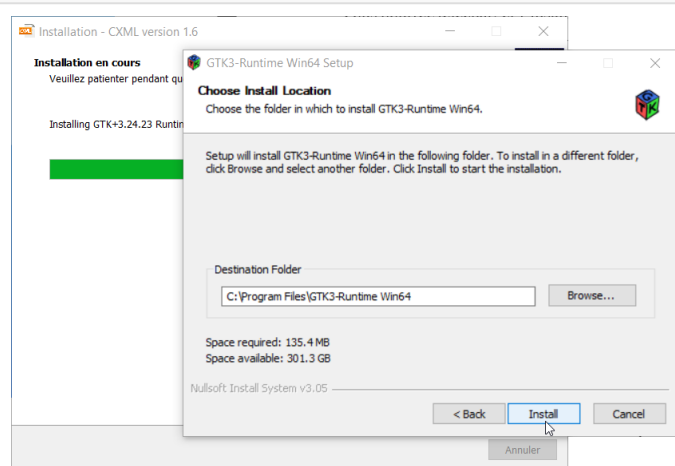 Installation - CXML version 1.6
Installation en cours
Veuillez patienter pendant qu
Installing GTK+3.24.23 Runtin
GTK3-Runtime Win64 Setup
Choose Install Location
Choose the folder in which to install GTK3-Runtime Win64.
Setup will install GTK3-Runtime Win64 in the following folder. To install in a different folder,
click Browse and select another folder. Click Install to start the installation.
Destination Folder
C:\Program Files\GTK3-Runtime Win64
Browse...
Space required: 135.4 MB
Space available: 301.3 GB
Nullsoft Install System v3.05
< Back
Install
Cancel
Annuler